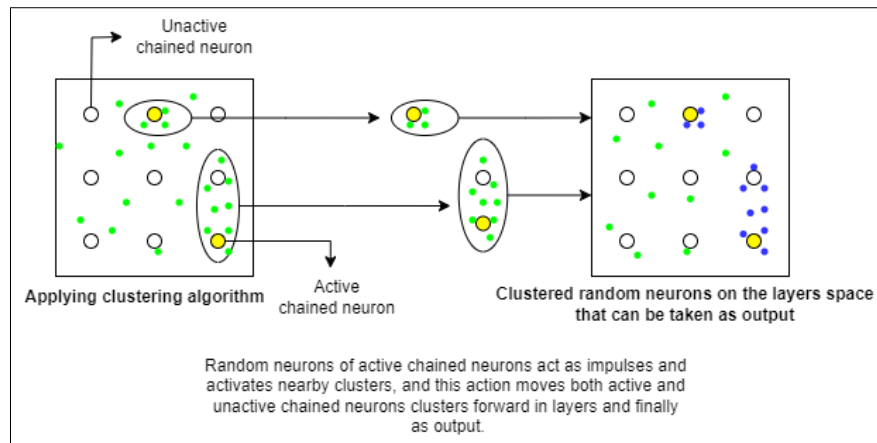 Unactive
chained neuron
Applying clustering algorithm
Active
chained neuron
Clustered random neurons on the layers space
that can be taken as output
Random neurons of active chained neurons act as impulses and
activates nearby clusters, and this action moves both active and
unactive chained neurons clusters forward in layers and finally
as output.